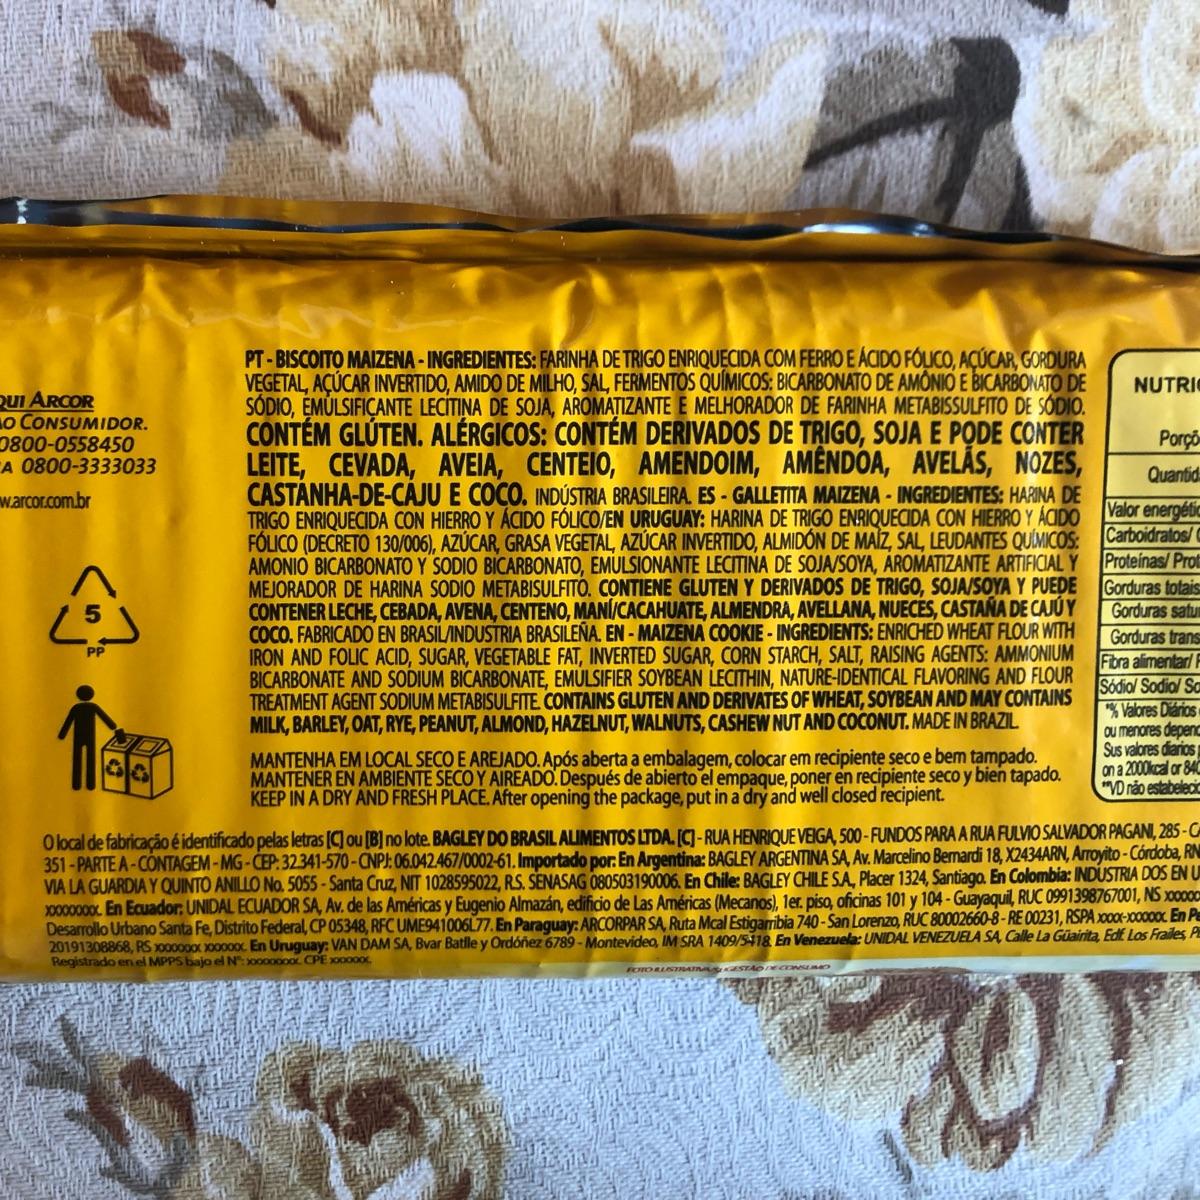 QUI ARCOR
AO CONSUMIDOR.
0800-0558450
0800-3333033
w.arcor.com.br
5
PP
PT - BISCOITO MAIZENA - INGREDIENTES: FARINHA DE TRIGO ENRIQUECIDA COM FERRO E ÁCIDO FÓLICO, AÇÚCAR, GORDURA
VEGETAL, AÇÚCAR INVERTIDO, AMIDO DE MILHO, SAL, FERMENTOS QUÍMICOS: BICARBONATO DE AMÔNIO E BICARBONATO DE
SÓDIO, EMULSIFICANTE LECITINA DE SOJA, AROMATIZANTE E MELHORADOR DE FARINHA METABISSULFITO DE SÓDIO.
CONTÉM GLÚTEN. ALÉRGICOS: CONTÉM DERIVADOS DE TRIGO, SOJA E PODE CONTER
LEITE, CEVADA, AVEIA, CENTEIO, AMENDOIM, AMÊNDOA, AVELÃS, NOZES,
CASTANHA-DE-CAJU E COCO. INDÚSTRIA BRASILEIRA. ES - GALLETITA MAIZENA - INGREDIENTES: HARINA DE
TRIGO ENRIQUECIDA CON HIERRO Y ÁCIDO FÓLICO/EN URUGUAY: HARINA DE TRIGO ENRIQUECIDA CON HIERRO Y ÁCIDO
FÓLICO (DECRETO 130/006), AZÚCAR, GRASA VEGETAL, AZÚCAR INVERTIDO, ALMIDÓN DE MAÍZ, SAL, LEUDANTES QUÍMICOS:
AMONIO BICARBONATO Y SODIO BICARBONATO, EMULSIONANTE LECITINA DE SOJA/SOYA, AROMATIZANTE ARTIFICIAL Y
MEJORADOR DE HARINA SODIO METABISULFITO. CONTIENE GLUTEN Y DERIVADOS DE TRIGO, SOJA/SOYA Y PUEDE
CONTENER LECHE, CEBADA, AVENA, CENTENO, MANÍ/CACAHUATE, ALMENDRA, AVELLANA, NUECES, CASTAÑA DE CAJÚ Y
COCO. FABRICADO EN BRASIL/INDUSTRIA BRASILEÑA. EN - MAIZENA COOKIE - INGREDIENTS: ENRICHED WHEAT FLOUR WITH
IRON AND FOLIC ACID, SUGAR, VEGETABLE FAT, INVERTED SUGAR, CORN STARCH, SALT, RAISING AGENTS: AMMONIUM
BICARBONATE AND SODIUM BICARBONATE, EMULSIFIER SOYBEAN LECITHIN, NATURE-IDENTICAL FLAVORING AND FLOUR
TREATMENT AGENT SODIUM METABISULFITE. CONTAINS GLUTEN AND DERIVATES OF WHEAT, SOYBEAN AND MAY CONTAINS
MILK, BARLEY, OAT, RYE, PEANUT, ALMOND, HAZELNUT, WALNUTS, CASHEW NUT AND COCONUT. MADE IN BRAZIL.
MANTENHA EM LOCAL SECO E AREJADO. Após aberta a embalagem, colocar em recipiente seco e bem tampado.
MANTENER EN AMBIENTE SECO Y AIREADO. Después de abierto el empaque, poner en recipiente seco y bien tapado.
KEEP IN A DRY AND FRESH PLACE. After opening the package, put in a dry and well closed recipient.
NUTRIC
Porçõ
Quantid
Valor energétic
Carboidratos/
Proteínas/ Prot
Gorduras totais
Gorduras satu
Gorduras trans
Fibra alimentar/
Sódio/ Sodio/ So
*% Valores Diários
ou menores depend
Sus valores diarios
on a 2000kcal or 840
**VD não estabelecid
O local de fabricação é identificado pelas letras [C] ou [B] no lote. BAGLEY DO BRASIL ALIMENTOS LTDA. [C] - RUA HENRIQUE VEIGA, 500 - FUNDOS PARA A RUA FULVIO SALVADOR PAGANI, 285 -
351 - PARTE A - CONTAGEM - MG - CEP: 32.341-570 - CNPJ: 06.042.467/0002-61. Importado por: En Argentina: BAGLEY ARGENTINA SA, Av. Marcelino Bernardi 18, X2434ARN, Arroyito - Córdoba, RN
VIA LA GUARDIA Y QUINTO ANILLO No. 5055 - Santa Cruz, NIT 1028595022, R.S. SENASAG 080503190006. En Chile: BAGLEY CHILE S.A., Placer 1324, Santiago. En Colombia: INDUSTRIA DOS EN U
xxxxxxxx. En Ecuador: UNIDAL ECUADOR SA, Av. de las Américas y Eugenio Almazán, edificio de Las Américas (Mecanos), 1er. piso, oficinas 101 y 104 - Guayaquil, RUC 0991398767001, NS xxxxxx
Desarrollo Urbano Santa Fe, Distrito Federal, CP 05348, RFC UME941006L77. En Paraguay: ARCORPAR SA, Ruta Mcal Estigarribia 740 - San Lorenzo, RUC 80002660-8 - RE 00231, RSPA xxxx-xxxxxx. En P
20191308868, RS xxxxxxx xxxxxx. En Uruguay: VAN DAM SA, Bvar Batlle y Ordóñez 6789 - Montevideo, IM SRA 1409/5418. En Venezuela: UNIDAL VENEZUELA SA, Calle La Güairita, Edf. Los Frailes,
Registrado en el MPPS bajo el N°: xxxxxxxx. CPE xxxxxx.
FOTO ILUSTRATIVA/SUGESTÃO DE CONSUMO